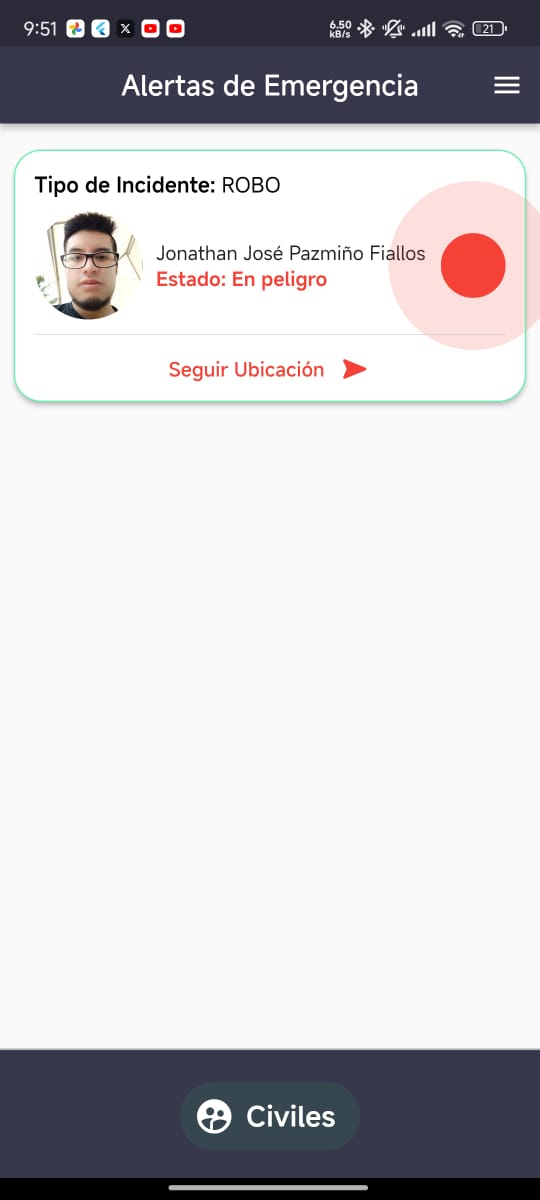 9:51
6.50
kB/s
21
Alertas de Emergencia
Tipo de Incidente: ROBO
Jonathan José Pazmiño Fiallos
Estado: En peligro
Seguir Ubicación
Civiles